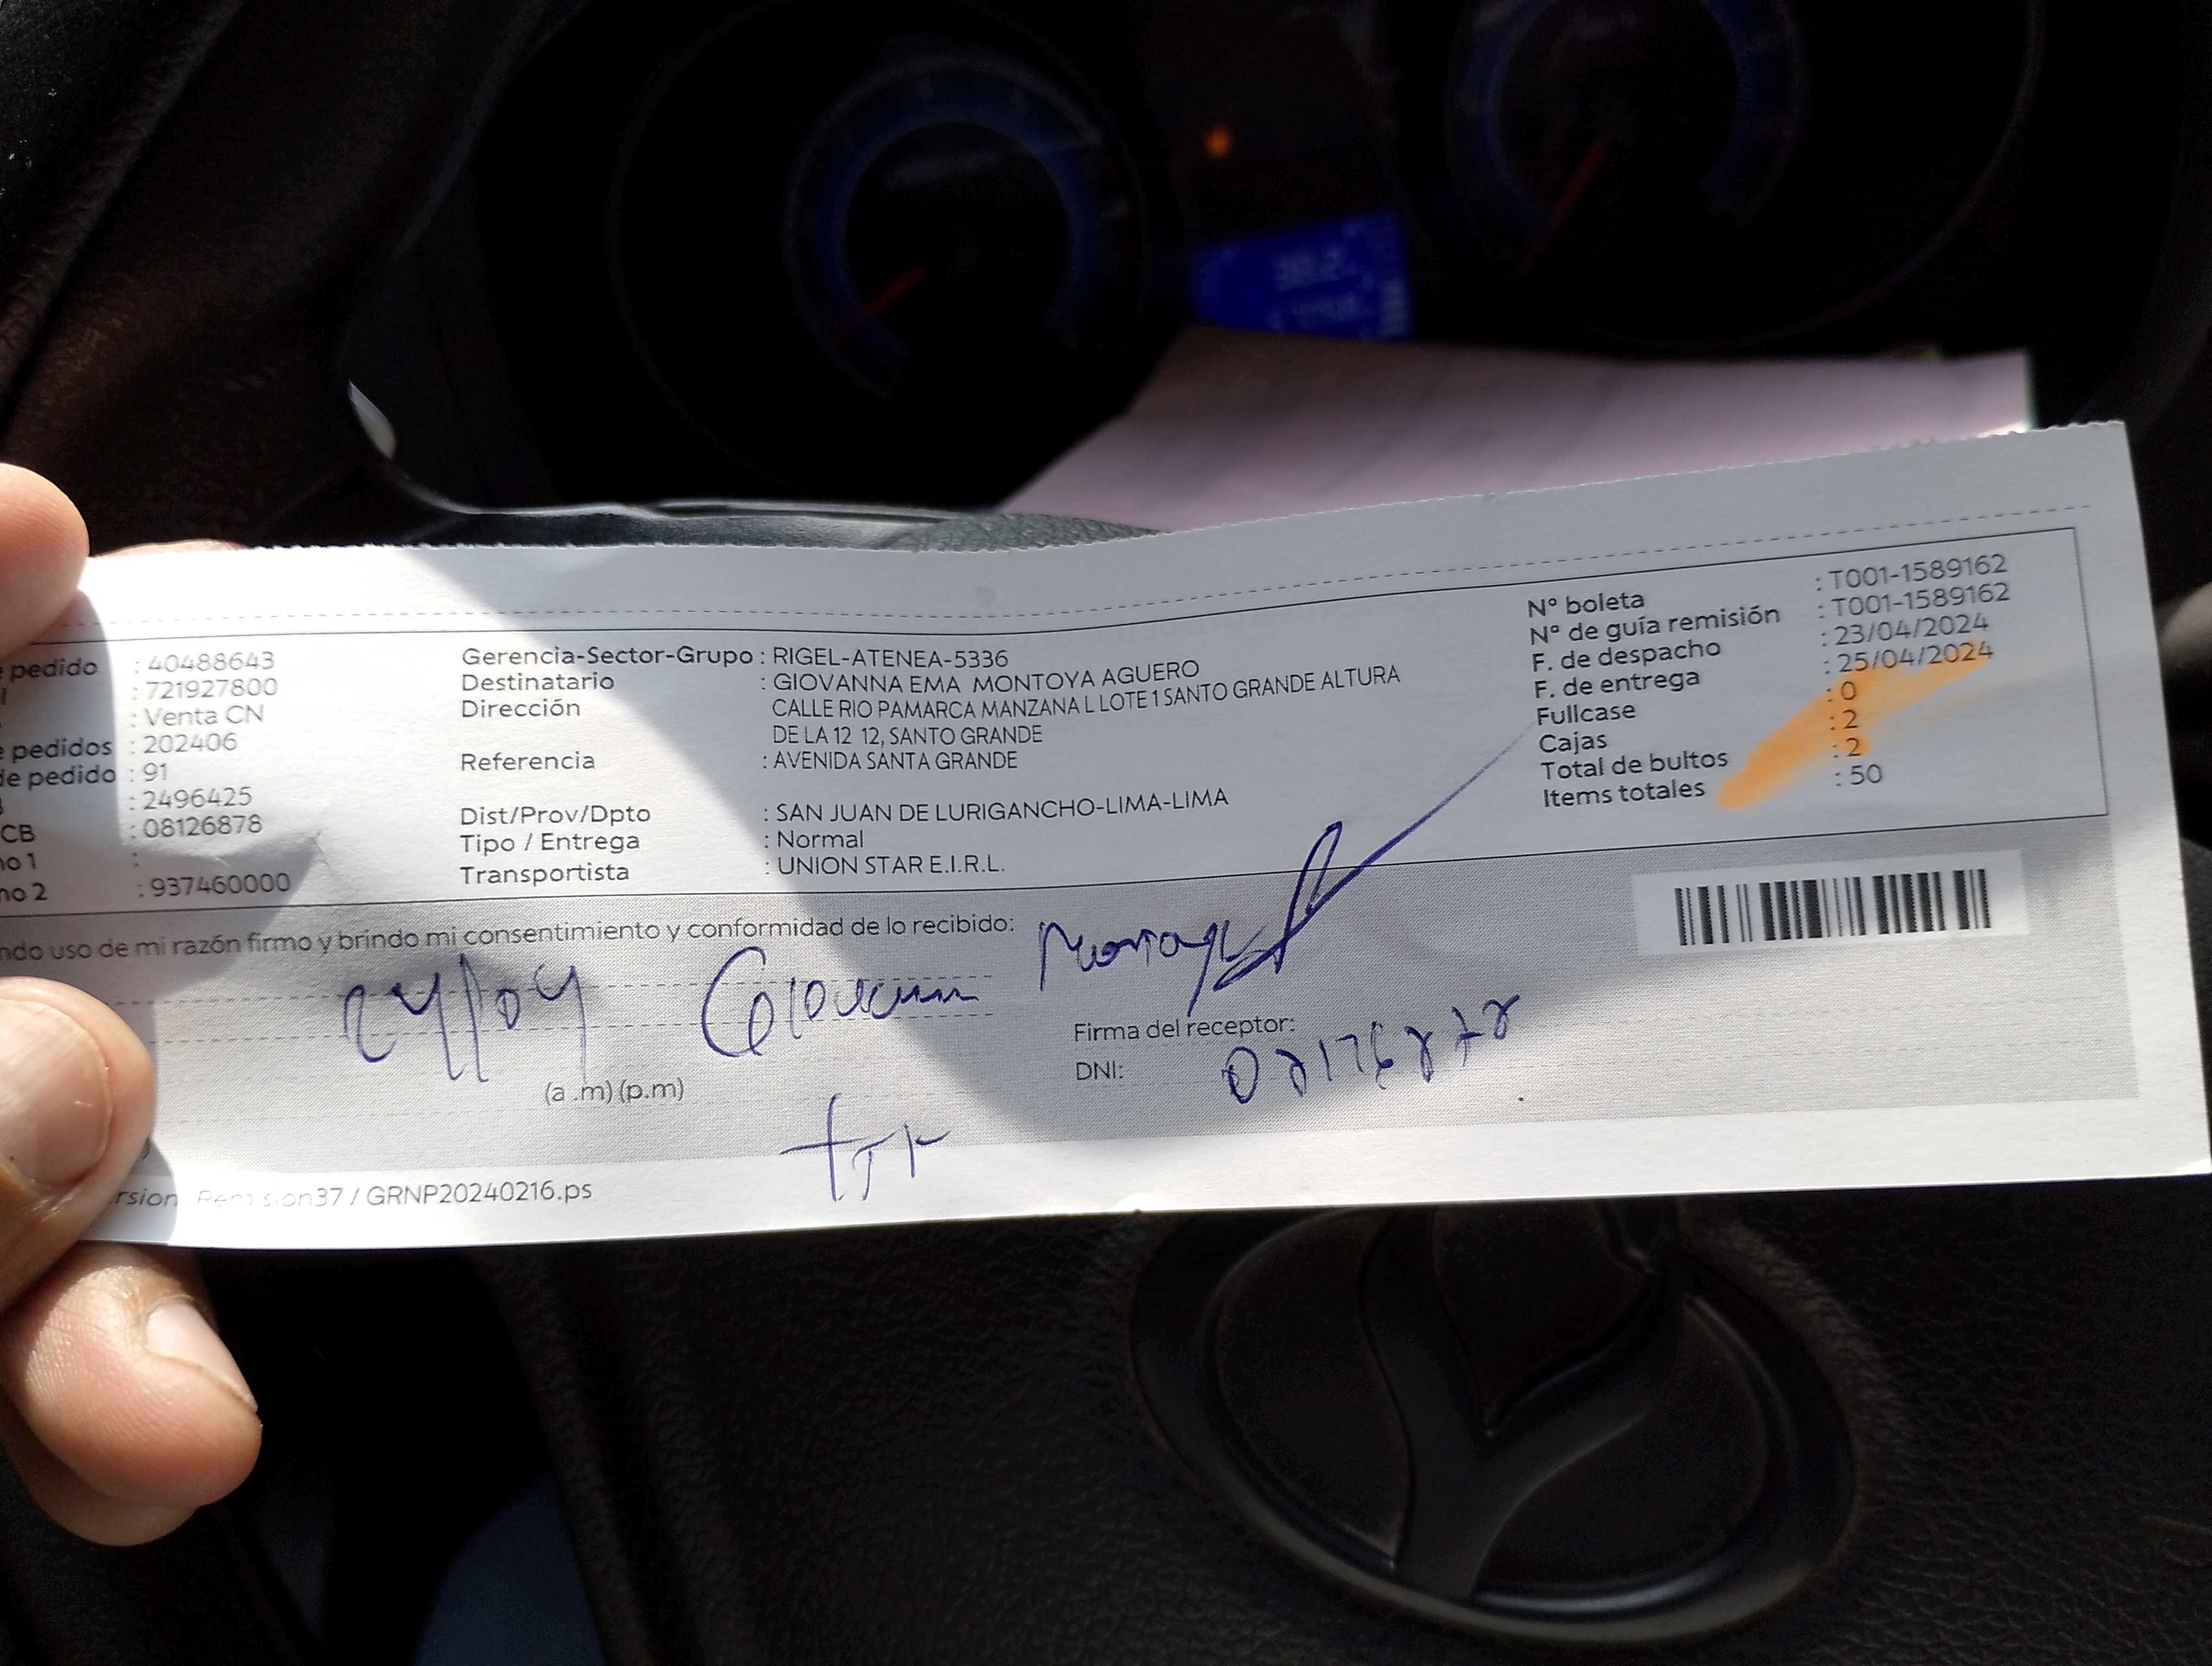 e pedido : 40488643
l : 721927800
: Venta CN
e pedidos : 202406
de pedido : 91
: 2496425
CB : 08126878
no 1 :
no 2 : 937460000
Gerencia-Sector-Grupo : RIGEL-ATENEA-5336
Destinatario : GIOVANNA EMA MONTOYA AGUERO
Dirección CALLE RIO PAMARCA MANZANA L LOTE 1 SANTO GRANDE ALTURA
DE LA 12 12, SANTO GRANDE
Referencia : AVENIDA SANTA GRANDE
Dist/Prov/Dpto : SAN JUAN DE LURIGANCHO-LIMA-LIMA
Tipo / Entrega : Normal
Transportista : UNION STAR E.I.R.L.
Nº boleta : T001-1589162
Nº de guía remisión : T001-1589162
F. de despacho : 23/04/2024
F. de entrega : 25/04/2024
Fullcase : 0
Cajas : 2
Total de bultos : 2
Items totales : 50
ndo uso de mi razón firmo y brindo mi consentimiento y conformidad de lo recibido:
Montoya
Firma del receptor:
DNI:
(a .m) (p.m)
rsion Remision37 / GRNP20240216.ps